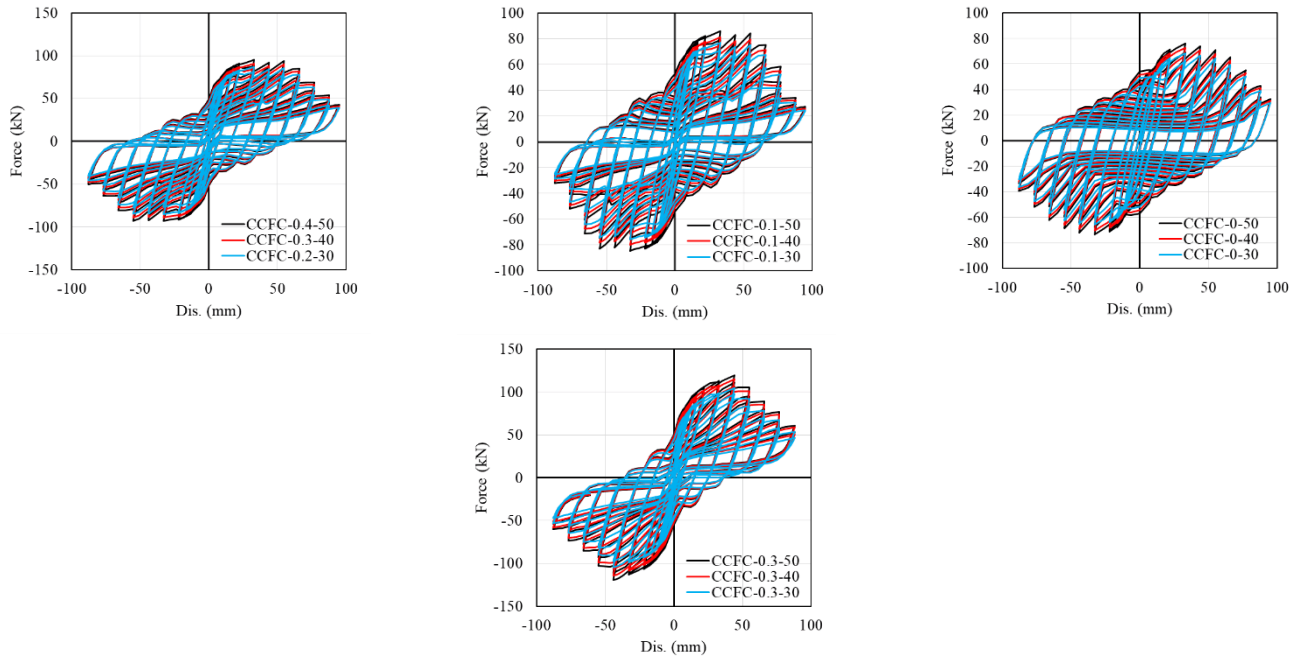 150
100
50
0
-50
-100
-150
-100 -50 0 50 100
Force (kN)
Dis. (mm)
CCFC-0.4-50
CCFC-0.3-40
CCFC-0.2-30
100
80
60
40
20
0
-20
-40
-60
-80
-100
-100 -50 0 50 100
Force (kN)
Dis. (mm)
CCFC-0.1-50
CCFC-0.1-40
CCFC-0.1-30
100
80
60
40
20
0
-20
-40
-60
-80
-100
-100 -50 0 50 100
Force (kN)
Dis. (mm)
CCFC-0-50
CCFC-0-40
CCFC-0-30
150
100
50
0
-50
-100
-150
-100 -50 0 50 100
Force (kN)
Dis. (mm)
CCFC-0.3-50
CCFC-0.3-40
CCFC-0.3-30